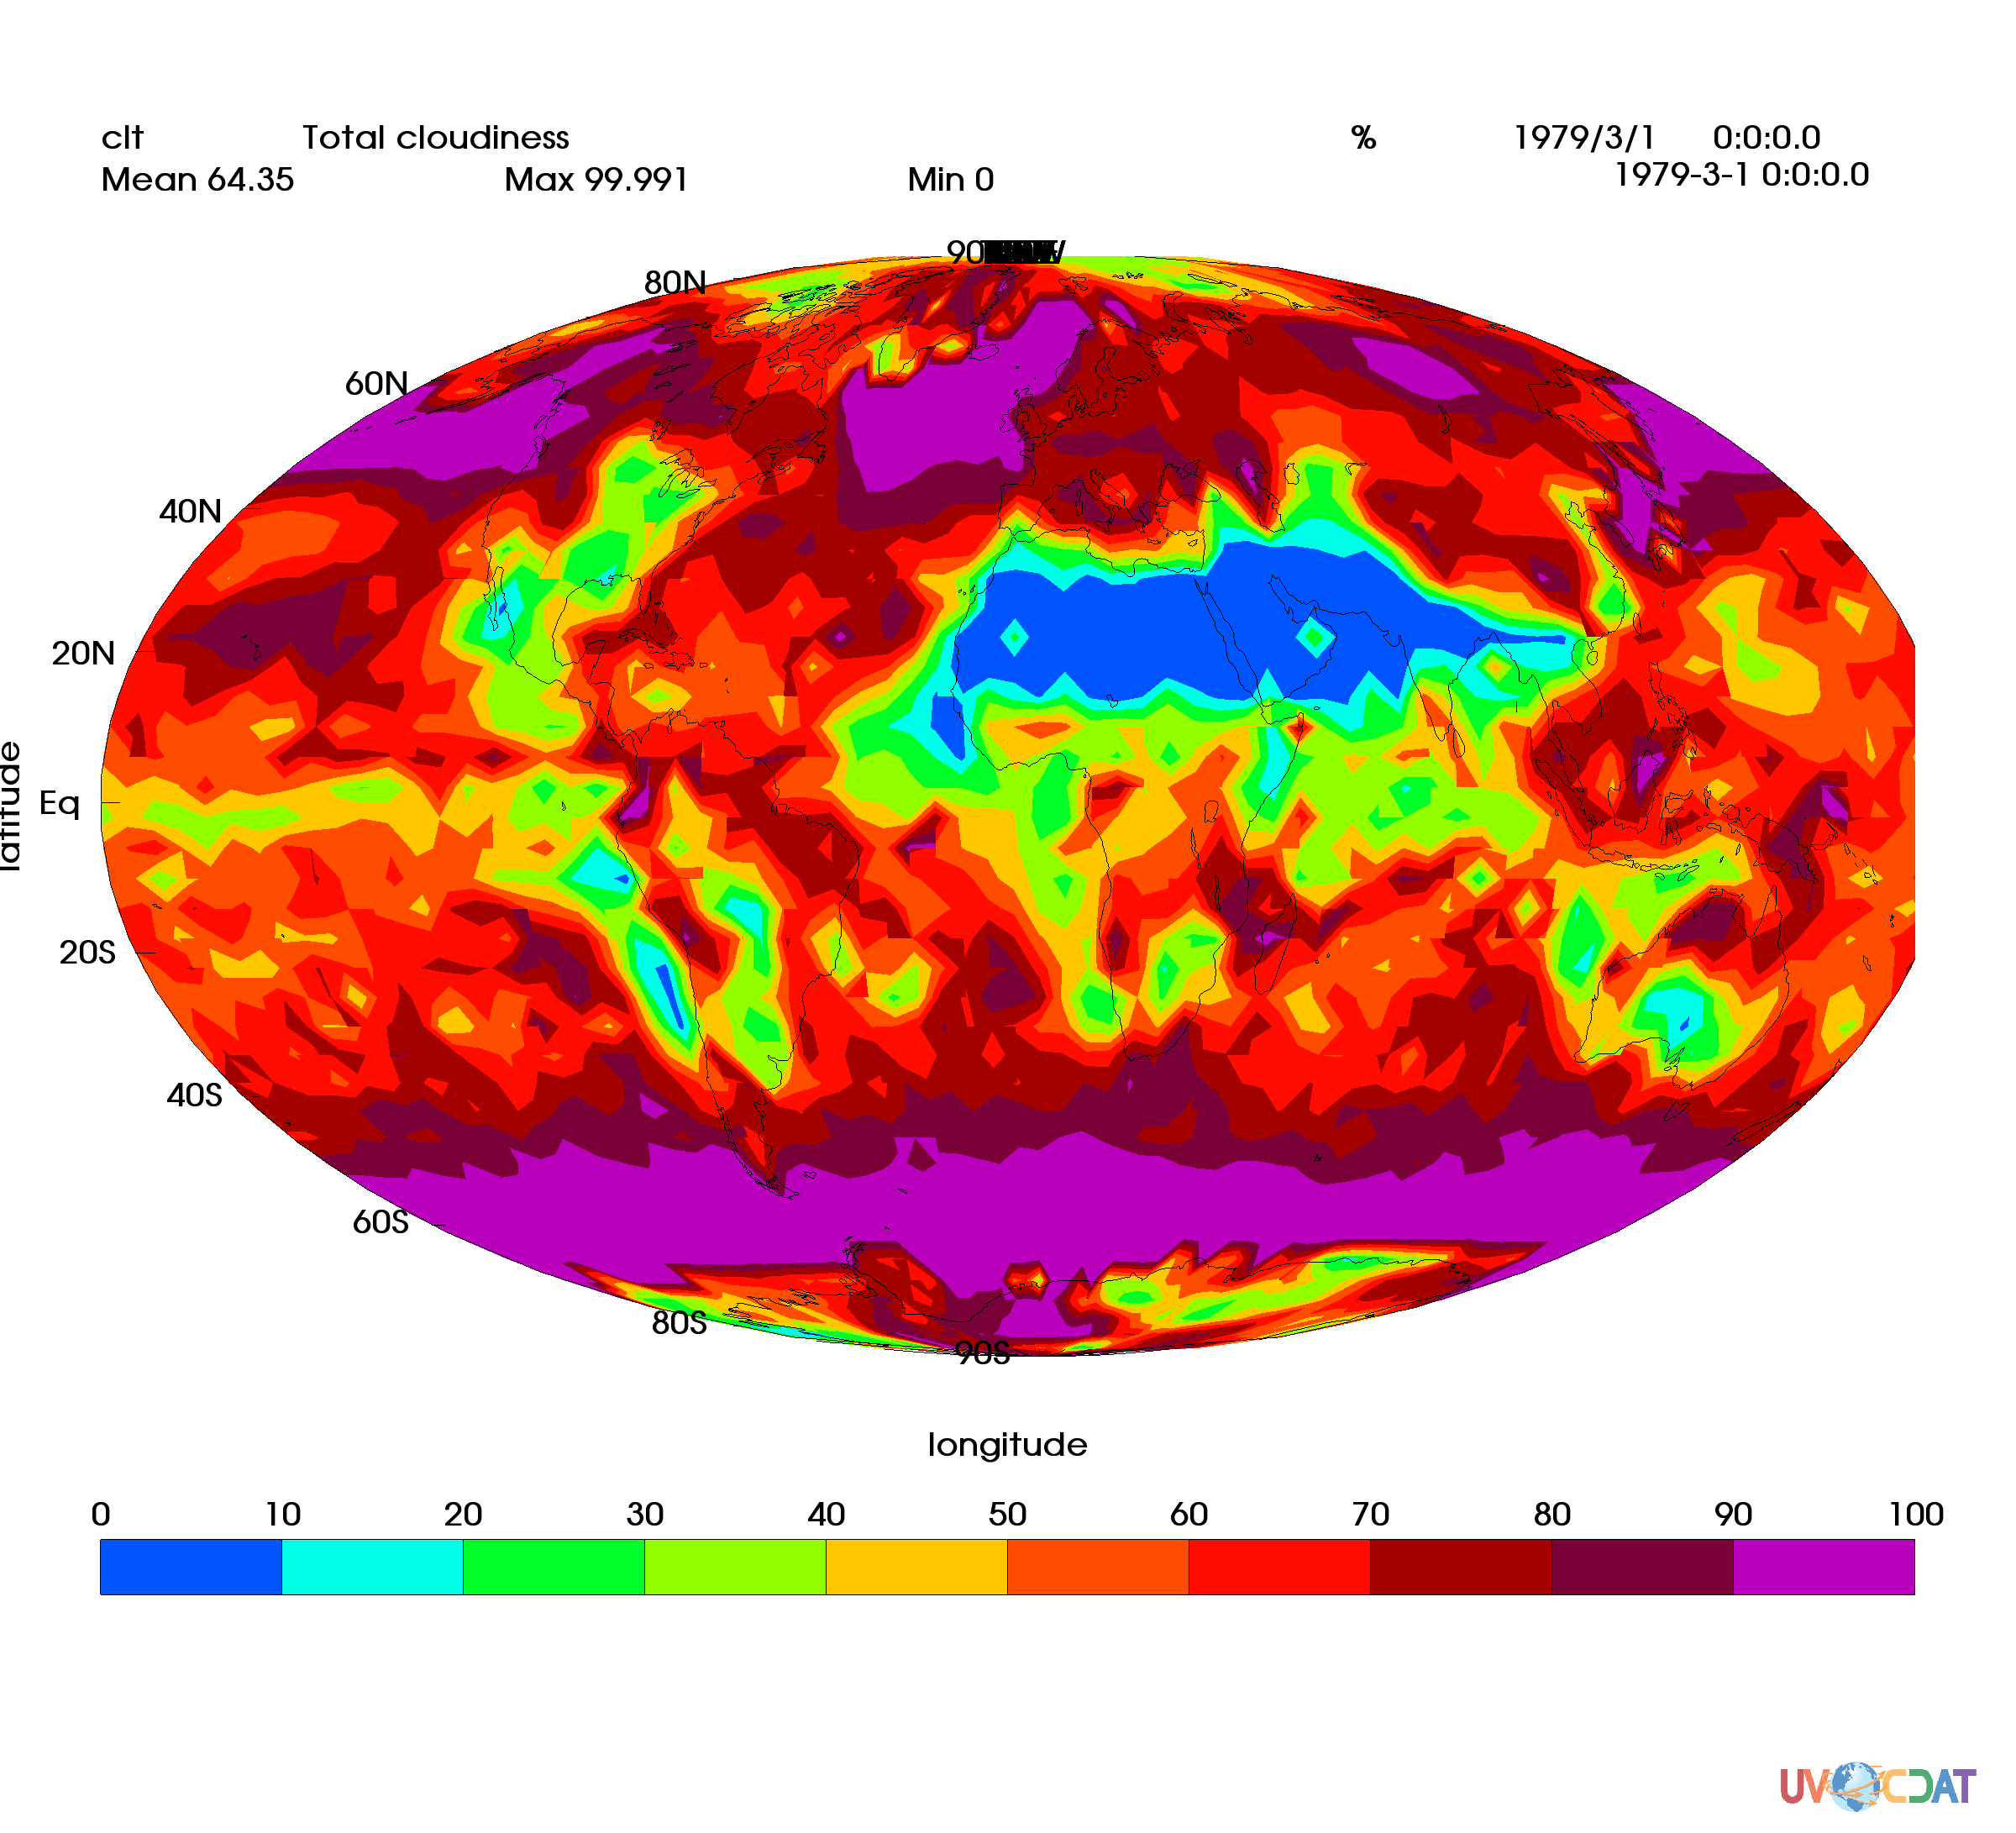 clt Total cloudiness % 1979/3/1 0:0:0.0
Mean 64.35 Max 99.991 Min 0 1979-3-1 0:0:0.0
80N
60N
40N
20N
latitude
Eq
20S
40S
60S
80S
90S
longitude
0 10 20 30 40 50 60 70 80 90 100
UV CDAT